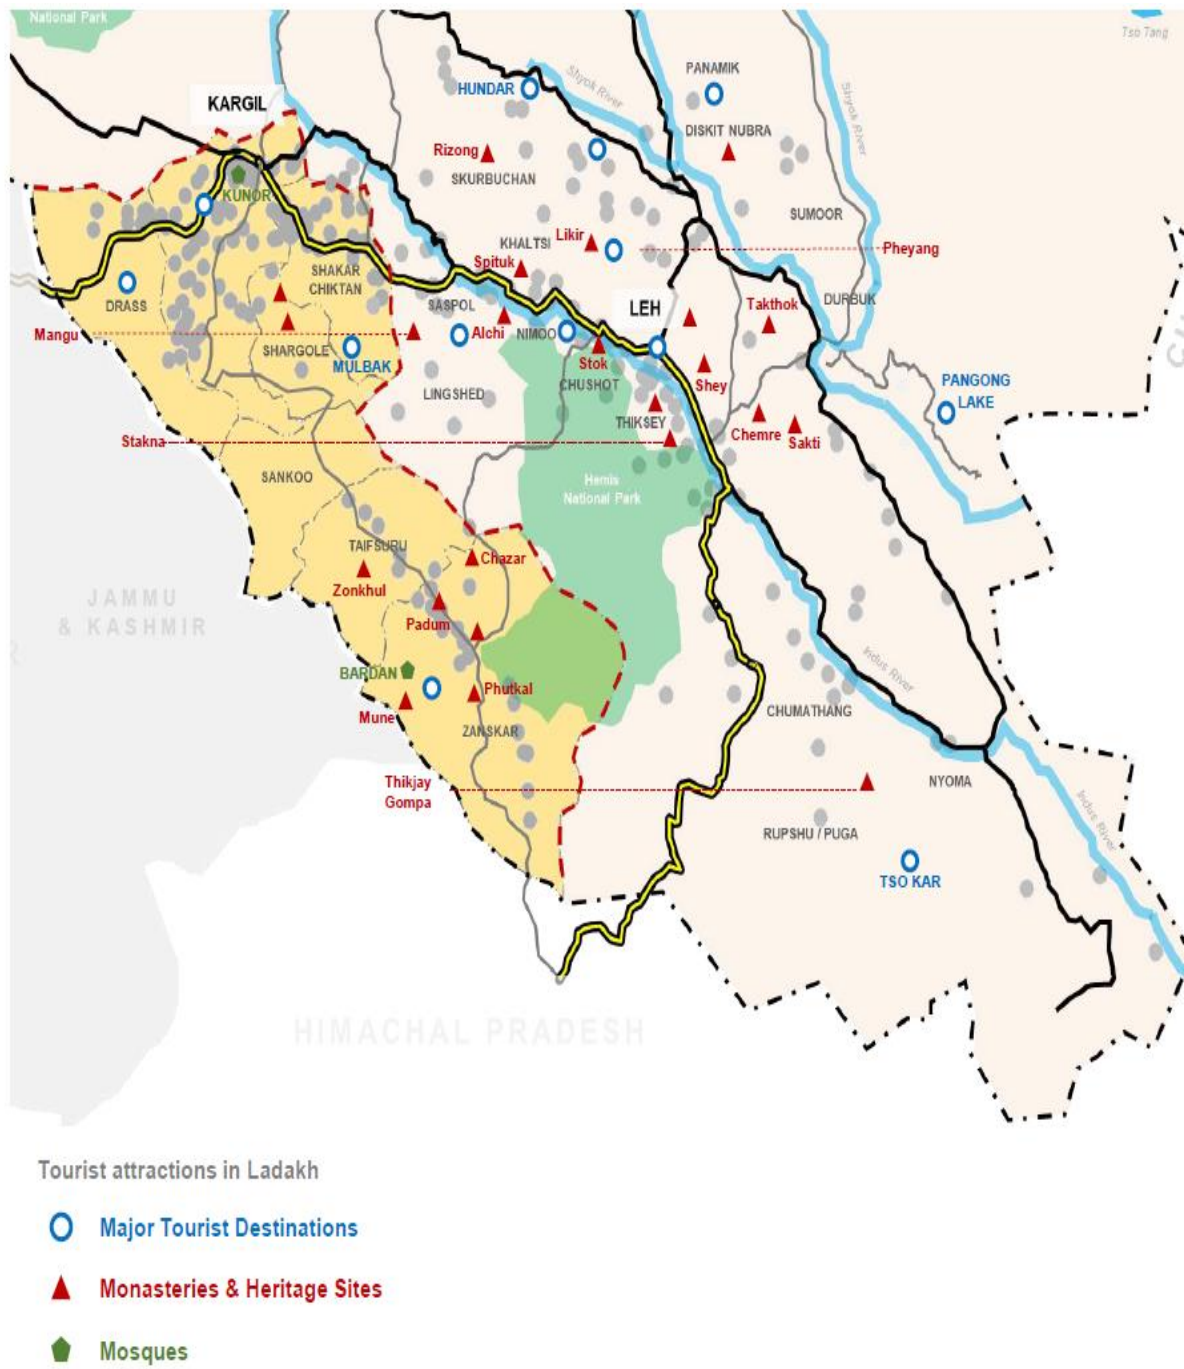 National Park
Tso Tang
KARGIL
HUNDAR
Shyok River
PANAMIK
Shyok River
DISKIT NUBRA
Rizong
SKURBUCHAN
KUNOR
SUMOOR
Likir
KHALTSI
Pheyang
Spituk
SHAKAR
CHIKTAN
DRASS
SASPOL
LEH
Takthok
DURBUK
Mangu
Alchi
NIMOO
SHARGOLE
MULBAK
Stok
CHUSHOT
Shey
PANGONG
LAKE
LINGSHED
THIKSEY
Chemre
Sakti
Stakna
SANKOO
Hemis
National Park
TAIFSURU
Chazar
Zonkhul
JAMMU
& KASHMIR
Padum
BARDAN
Indus River
Phutkal
Mune
CHUMATHANG
ZANSKAR
Thikjay
Gompa
NYOMA
Indus River
RUPSHU / PUGA
TSO KAR
HIMACHAL PRADESH
Tourist attractions in Ladakh
Major Tourist Destinations
Monasteries & Heritage Sites
Mosques